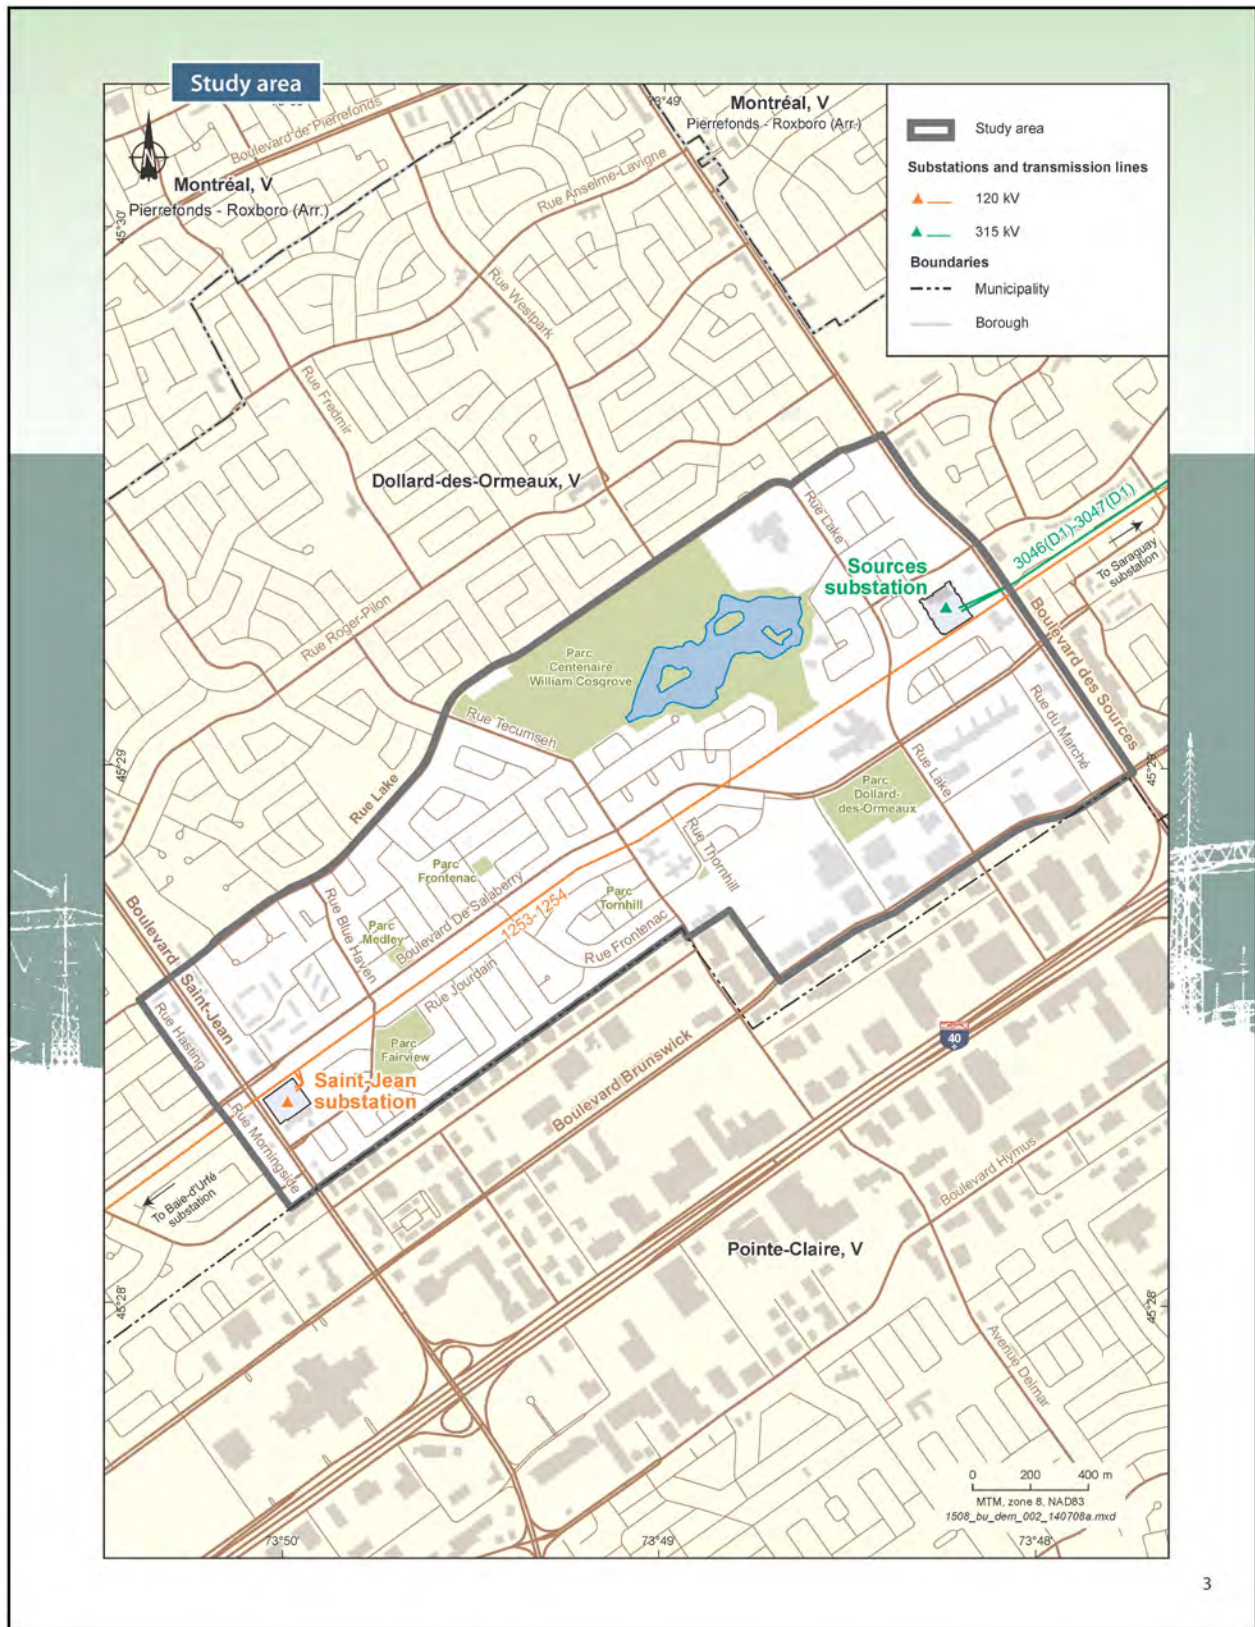 Study area
73°49'
Montréal, V
Pierrefonds - Roxboro (Arr.)
Study area
Substations and transmission lines
120 kV
315 kV
Boundaries
Municipality
Borough
N
Boulevard de Pierrefonds
Montréal, V
Pierrefonds - Roxboro (Arr.)
45°30'
Rue Anselme-Lavigne
Rue Westpark
Rue Fredmir
Dollard-des-Ormeaux, V
Rue Lake
3046(D1)-3047(D1)
To Saraguay
substation
Sources
substation
Boulevard des Sources
Rue Roger-Pilon
Parc
Centenaire
William Cosgrove
Rue Tecumseh
Rue du Marché
45°29'
45°29'
Rue Lake
Rue Lake
Parc
Dollard-
des-Ormeaux
Rue Thornhill
Parc
Frontenac
Parc
Tornhill
Boulevard De Salaberry
1253-1254
Rue Blue Haven
Parc
Medley
Rue Frontenac
Boulevard
Saint-Jean
Rue Jourdain
Rue Hasting
Parc
Fairview
40
Boulevard Brunswick
Saint-Jean
substation
Rue Morningside
To Baie-d'Urfé
substation
Boulevard Hymus
Pointe-Claire, V
45°28'
45°28'
Avenue Delmar
0 200 400 m
MTM, zone 8, NAD83
1508_bu_dem_002_140708a.mxd
73°50'
73°49'
73°48'
3